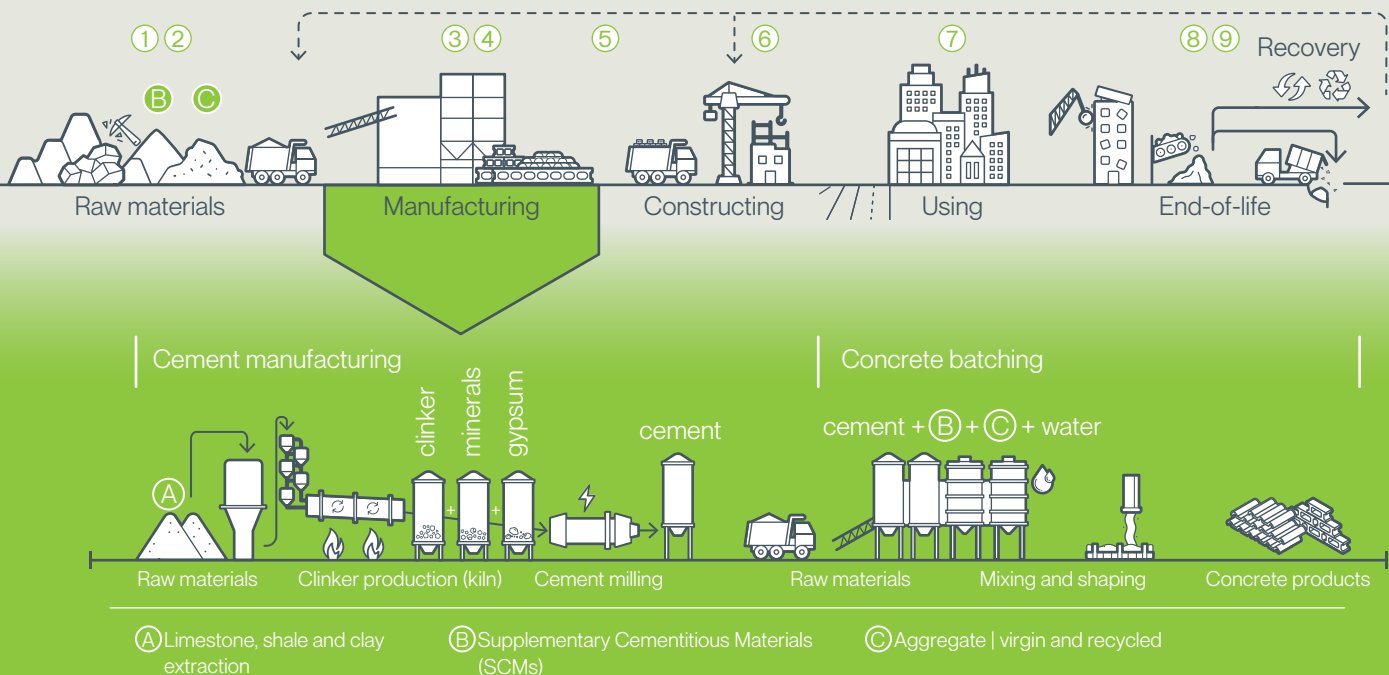 ① ② ③ ④ ⑤ ⑥ ⑦ ⑧ ⑨
Recovery
Ⓑ Ⓒ
Raw materials
Manufacturing
Constructing
Using
End-of-life
Cement manufacturing
Concrete batching
clinker
minerals
gypsum
cement
cement + Ⓑ + Ⓒ + water
Ⓐ
+ +
Raw materials
Clinker production (kiln)
Cement milling
Raw materials
Mixing and shaping
Concrete products
Ⓐ Limestone, shale and clay
extraction
Ⓑ Supplementary Cementitious Materials
(SCMs)
Ⓒ Aggregate | virgin and recycled